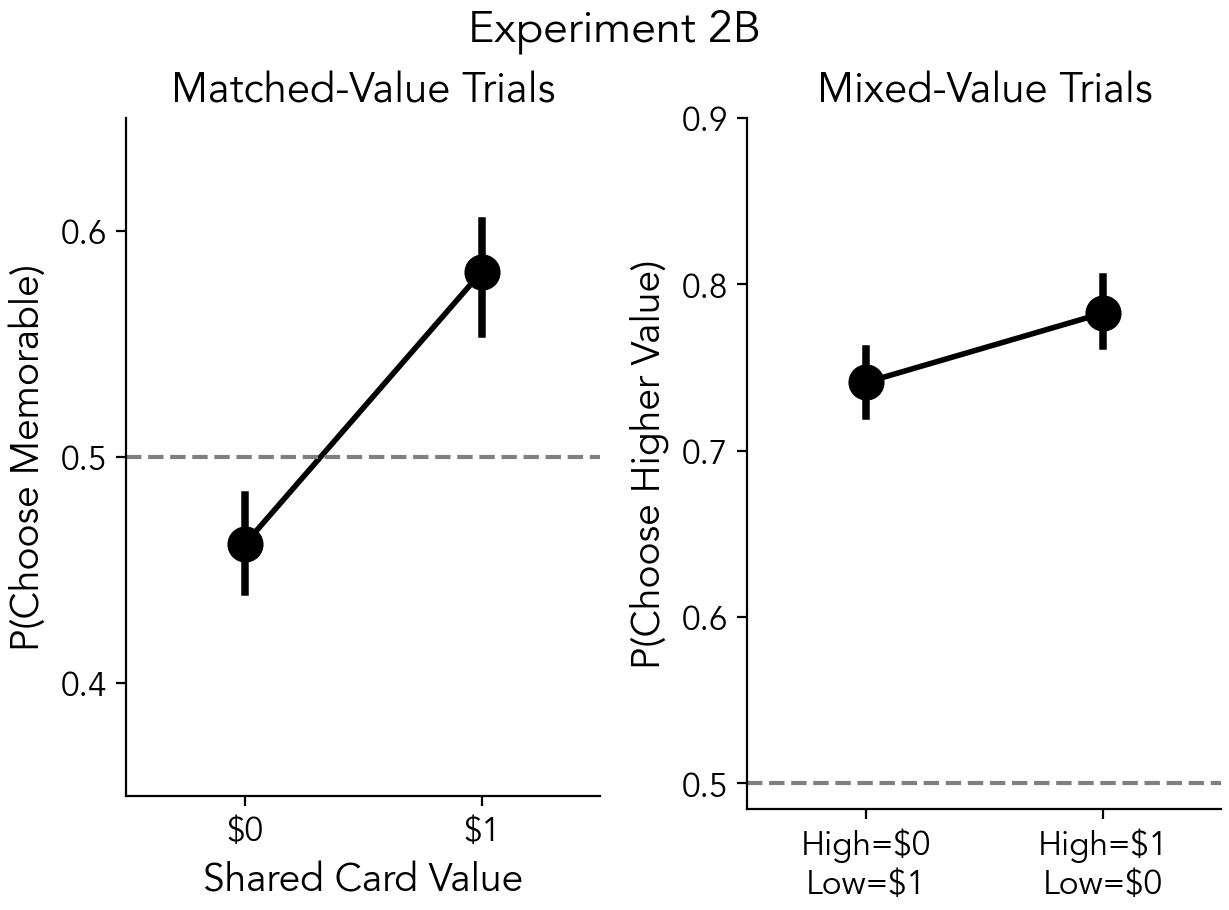 Experiment 2B
Matched-Value Trials
P(Choose Memorable)
0.6
0.5
0.4
$0
$1
Shared Card Value
Mixed-Value Trials
P(Choose Higher Value)
0.9
0.8
0.7
0.6
0.5
High=$0
Low=$1
High=$1
Low=$0